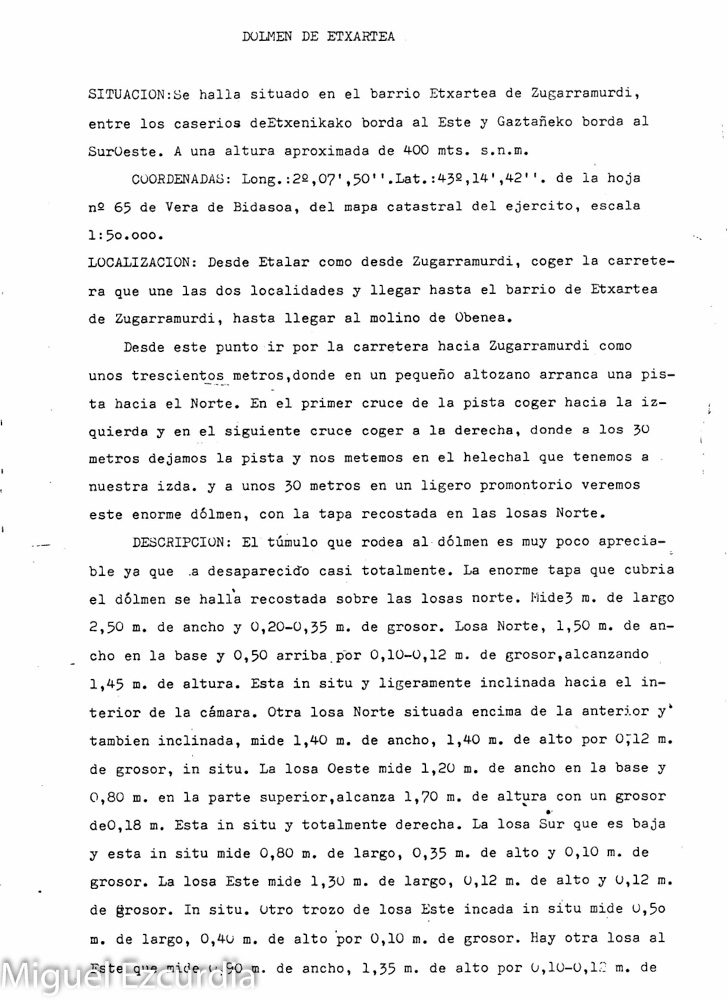 DOLMEN DE ETXARTEA
SITUACION:Se halla situado en el barrio Etxartea de Zugarramurdi,
entre los caserios deEtxenikako borda al Este y Gaztañeko borda al
SurOeste. A una altura aproximada de 400 mts. s.n.m.
COORDENADAS: Long.:2º,07',50''.Lat.:43º,14',42''. de la hoja
nº 65 de Vera de Bidasoa, del mapa catastral del ejercito, escala
1:50.000.
LOCALIZACION: Desde Etalar como desde Zugarramurdi, coger la carrete-
ra que une las dos localidades y llegar hasta el barrio de Etxartea
de Zugarramurdi, hasta llegar al molino de Obenea.
Desde este punto ir por la carretera hacia Zugarramurdi como
unos trescientos metros,donde en un pequeño altozano arranca una pis-
ta hacia el Norte. En el primer cruce de la pista coger hacia la iz-
quierda y en el siguiente cruce coger a la derecha, donde a los 30
metros dejamos la pista y nos metemos en el helechal que tenemos a
nuestra izda. y a unos 30 metros en un ligero promontorio veremos
este enorme dólmen, con la tapa recostada en las losas Norte.
DESCRIPCION: El túmulo que rodea al dólmen es muy poco aprecia-
ble ya que a desaparecido casi totalmente. La enorme tapa que cubria
el dólmen se halla recostada sobre las losas norte. Mide3 m. de largo
2,50 m. de ancho y 0,20-0,35 m. de grosor. Losa Norte, 1,50 m. de an-
cho en la base y 0,50 arriba por 0,10-0,12 m. de grosor,alcanzando
1,45 m. de altura. Esta in situ y ligeramente inclinada hacia el in-
terior de la cámara. Otra losa Norte situada encima de la anterior y
tambien inclinada, mide 1,40 m. de ancho, 1,40 m. de alto por 0,12 m.
de grosor, in situ. La losa Oeste mide 1,20 m. de ancho en la base y
0,80 m. en la parte superior,alcanza 1,70 m. de altura con un grosor
de0,18 m. Esta in situ y totalmente derecha. La losa Sur que es baja
y esta in situ mide 0,80 m. de largo, 0,35 m. de alto y 0,10 m. de
grosor. La losa Este mide 1,30 m. de largo, 0,12 m. de alto y 0,12 m.
de grosor. In situ. Otro trozo de losa Este incada in situ mide 0,50
m. de largo, 0,40 m. de alto por 0,10 m. de grosor. Hay otra losa al
Este que mide 0,90 m. de ancho, 1,35 m. de alto por 0,10-0,12 m. de
Miguel Ezcurdia